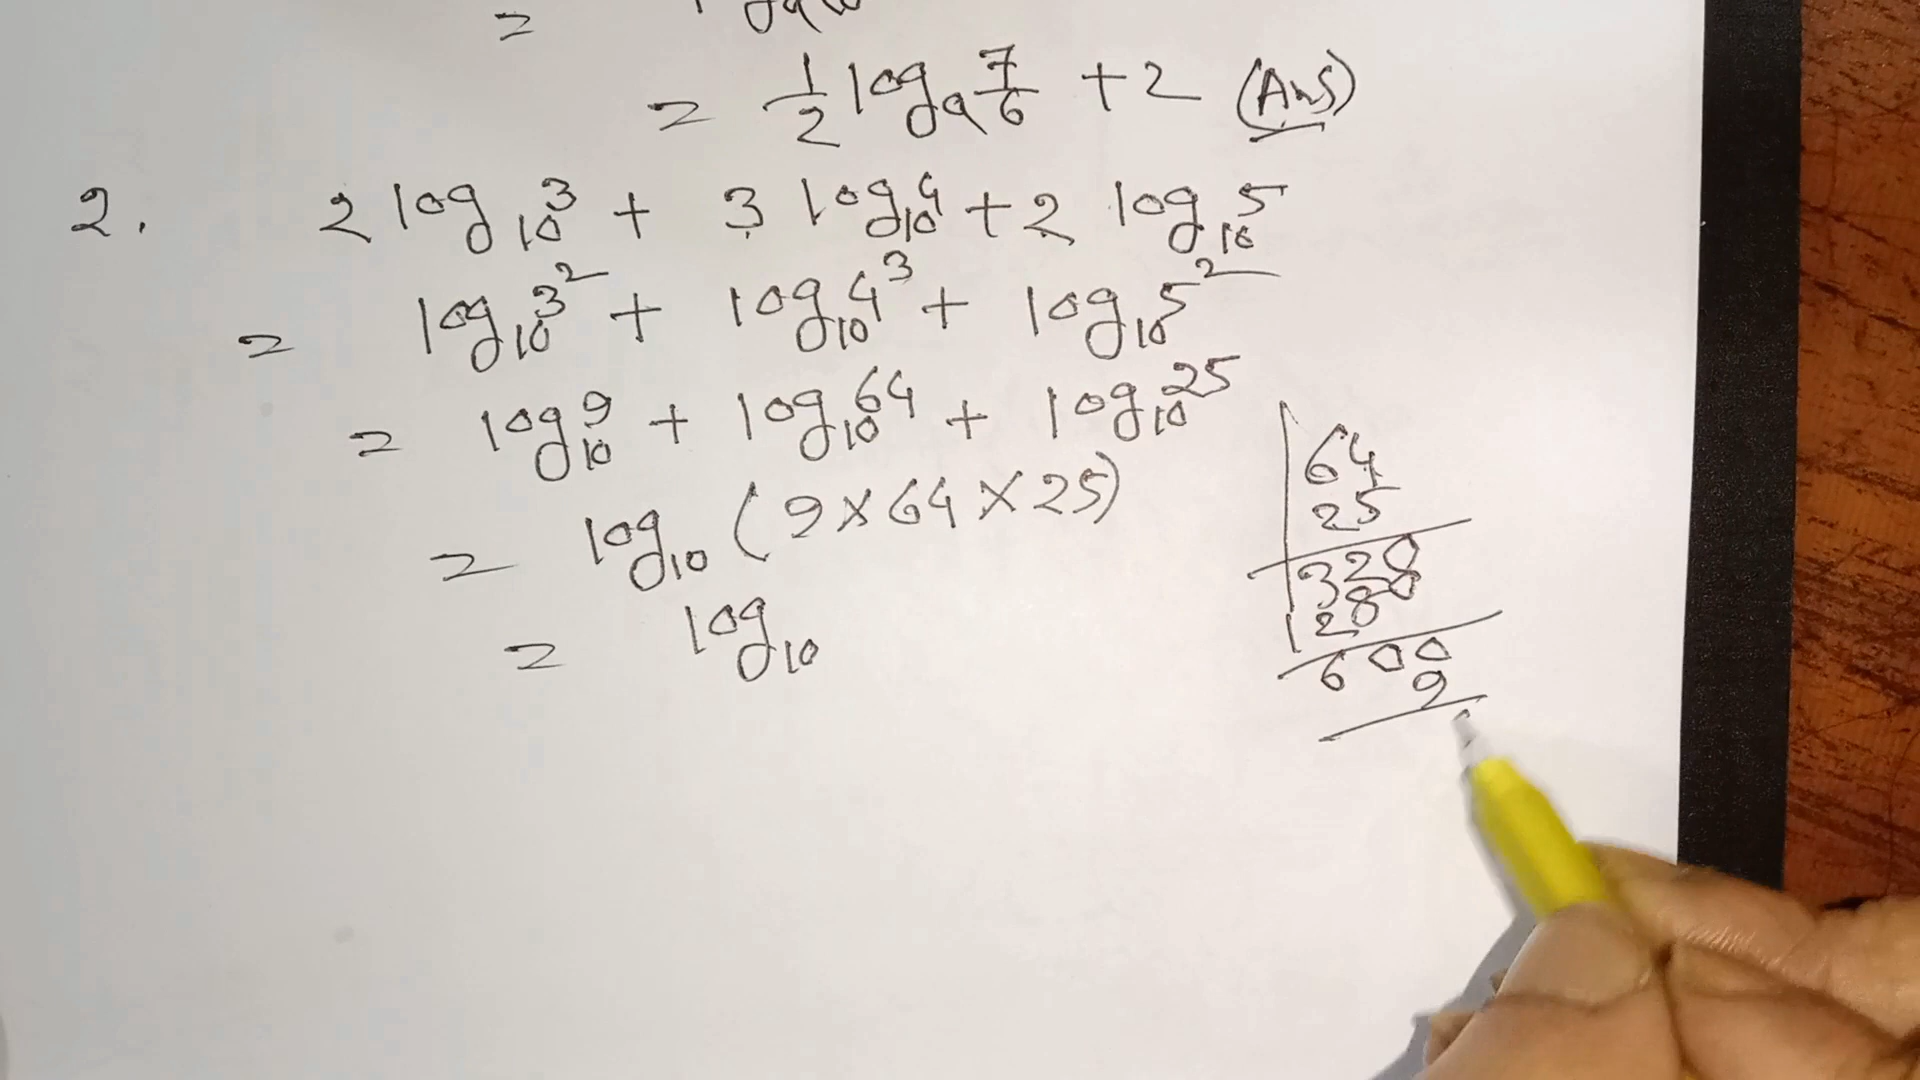 =
= 1/2 log_a 7/6 + 2 (Ans)
2. 2 log_10 3 + 3 log_10 4 + 2 log_10 5
= log_10 3^2 + log_10 4^3 + log_10 5^2
= log_10 9 + log_10 64 + log_10 25
= log_10 (9 × 64 × 25)
= log_10
64
25
320
128
600
9